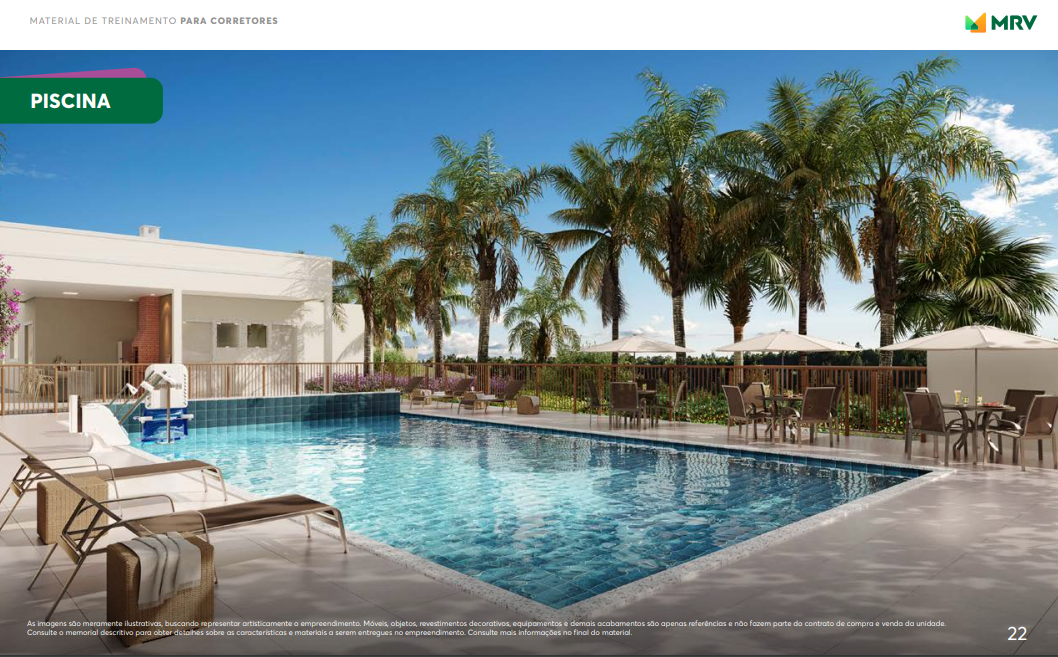 MATERIAL DE TREINAMENTO PARA CORRETORES
MRV
PISCINA
As imagens são meramente ilustrativas, buscando representar artisticamente o empreendimento. Móveis, objetos, revestimentos decorativos, equipamentos e demais acabamentos são apenas referências e não fazem parte do contrato de compra e venda da unidade.
Consulte o memorial descritivo para obter detalhes sobre as características e materiais a serem entregues no empreendimento. Consulte mais informações no final do material.
22